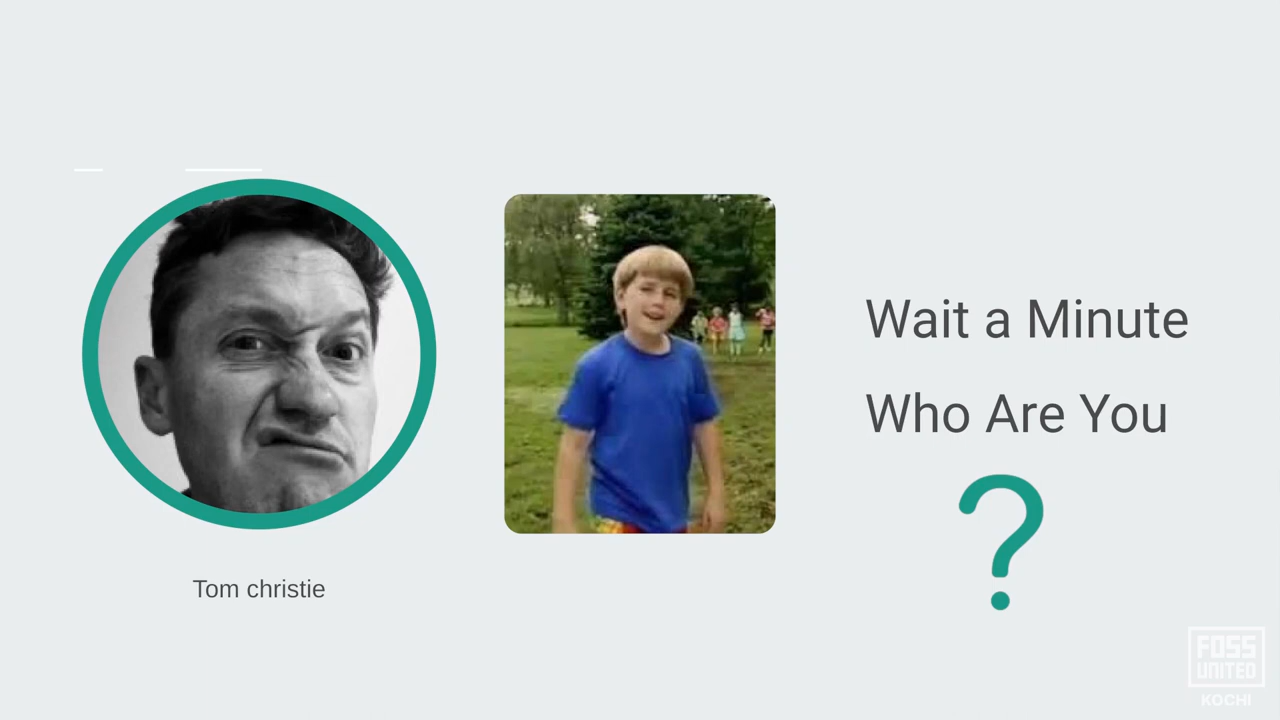 Wait a Minute
Who Are You
?
Tom christie
FOSS
UNITED
KOCHI